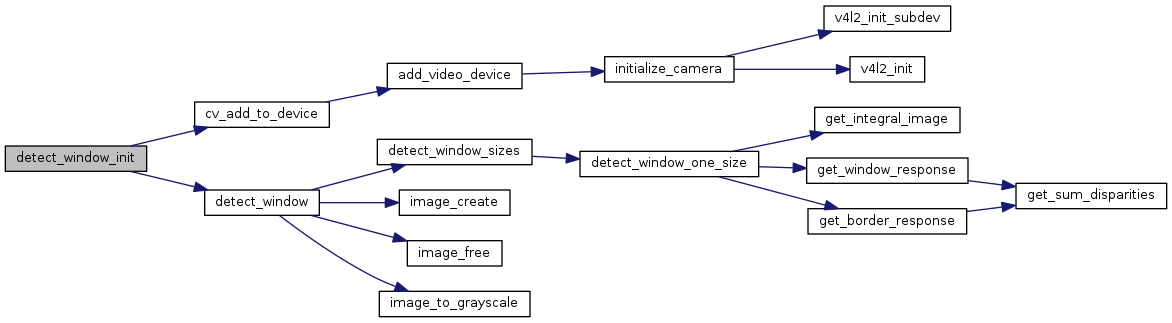 v4l2_init_subdev
add_video_device
initialize_camera
v4l2_init
cv_add_to_device
get_integral_image
detect_window_init
detect_window_sizes
detect_window_one_size
get_window_response
detect_window
image_create
get_sum_disparities
get_border_response
image_free
image_to_grayscale